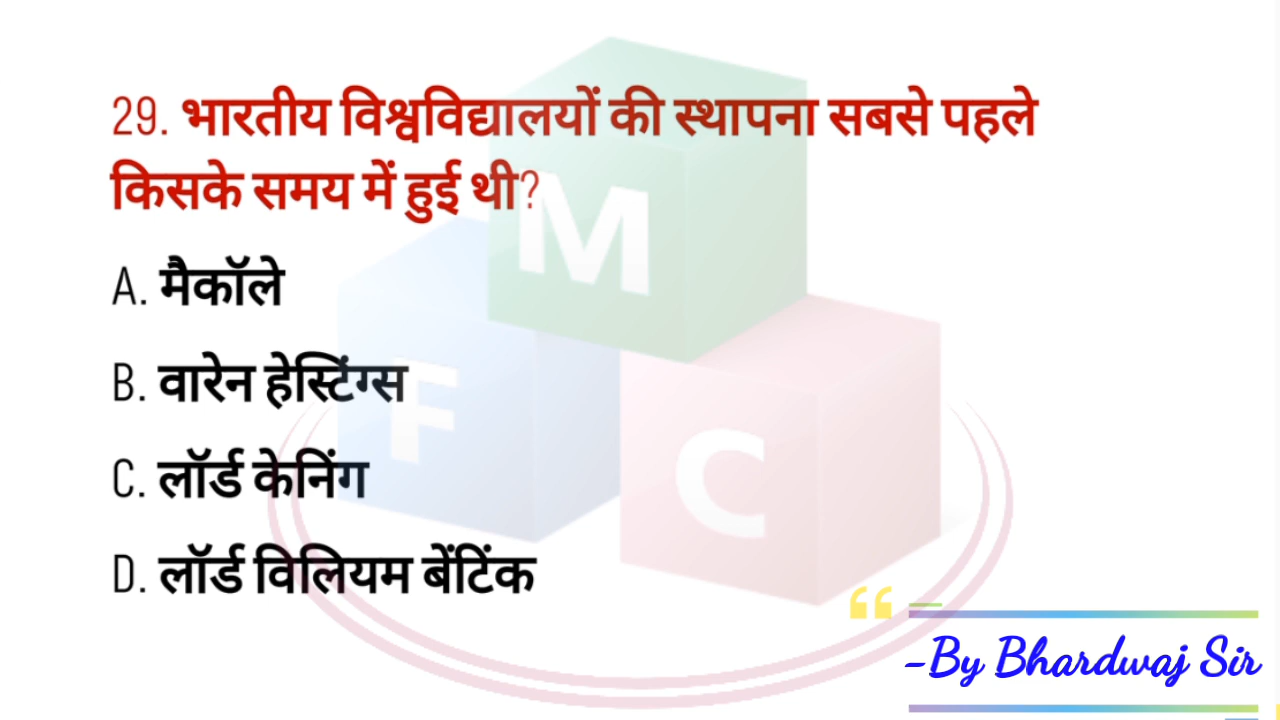 29. भारतीय विश्वविद्यालयों की स्थापना सबसे पहले
किसके समय में हुई थी?
A. मैकॉले
B. वारेन हेस्टिंग्स
C. लॉर्ड केनिंग
D. लॉर्ड विलियम बेंटिंक
M
F
C
“
-By Bhardwaj Sir